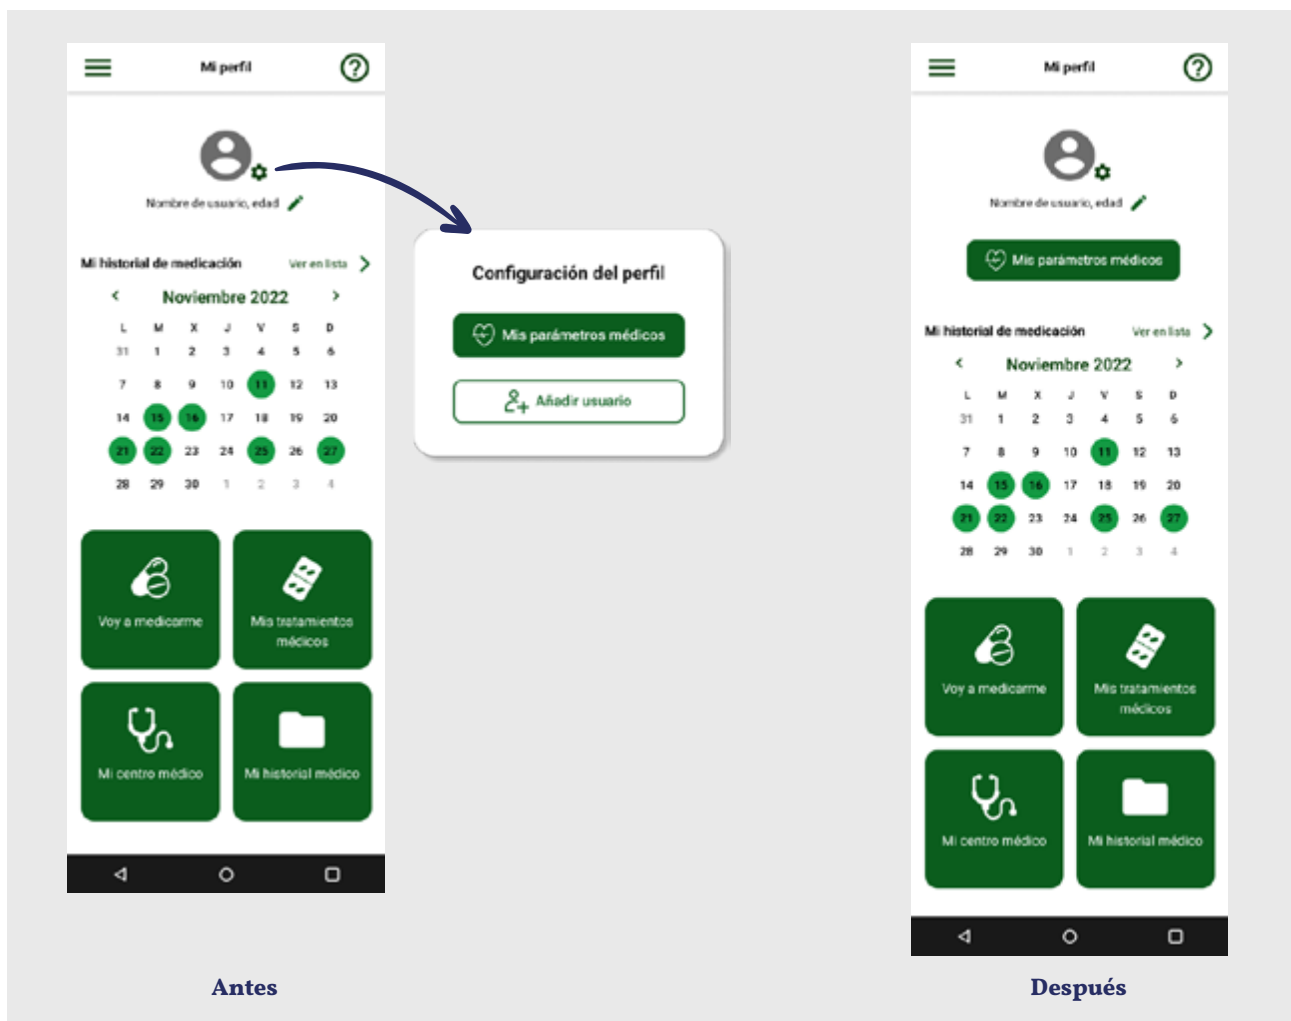 Mi perfil
Nombre de usuario, edad
Mi historial de medicación Ver en lista
Noviembre 2022
L M X J V S D
31 1 2 3 4 5 6
7 8 9 10 11 12 13
14 15 16 17 18 19 20
21 22 23 24 25 26 27
28 29 30 1 2 3 4
Voy a medicarme
Mis tratamientos
médicos
Mi centro médico
Mi historial médico
Antes
Configuración del perfil
Mis parámetros médicos
Añadir usuario
Mi perfil
Nombre de usuario, edad
Mis parámetros médicos
Mi historial de medicación Ver en lista
Noviembre 2022
L M X J V S D
31 1 2 3 4 5 6
7 8 9 10 11 12 13
14 15 16 17 18 19 20
21 22 23 24 25 26 27
28 29 30 1 2 3 4
Voy a medicarme
Mis tratamientos
médicos
Mi centro médico
Mi historial médico
Después